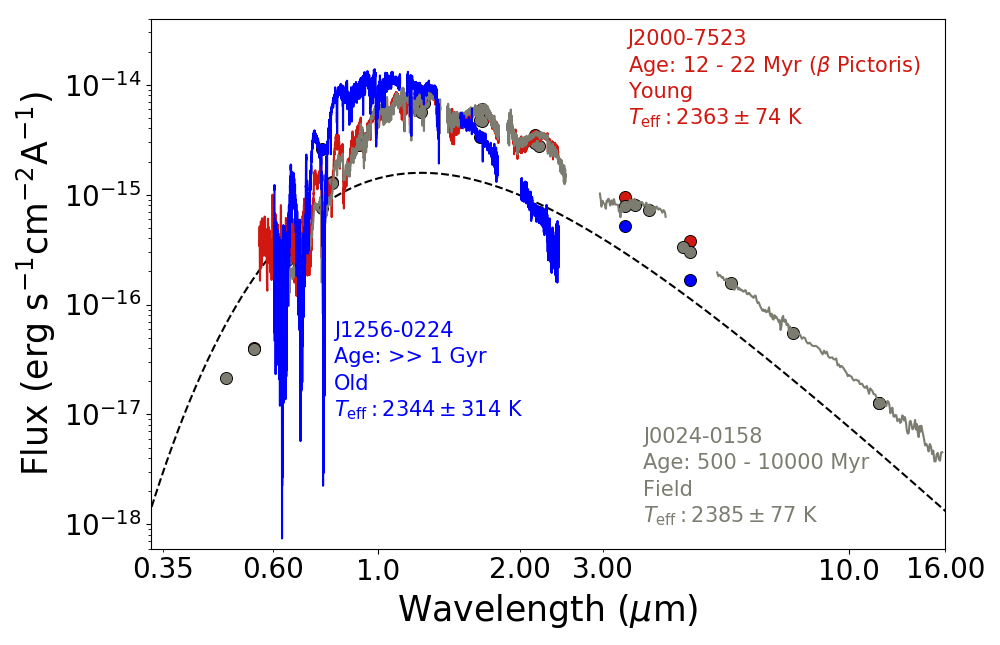 J2000-7523
Age: 12 - 22 Myr (β Pictoris)
Young
T_eff : 2363 ± 74 K
J1256-0224
Age: >> 1 Gyr
Old
T_eff : 2344 ± 314 K
J0024-0158
Age: 500 - 10000 Myr
Field
T_eff : 2385 ± 77 K
Flux (erg s⁻¹cm⁻²A⁻¹)
10⁻¹⁴
10⁻¹⁵
10⁻¹⁶
10⁻¹⁷
10⁻¹⁸
0.35 0.60 1.0 2.00 3.00 10.0 16.00
Wavelength (μm)